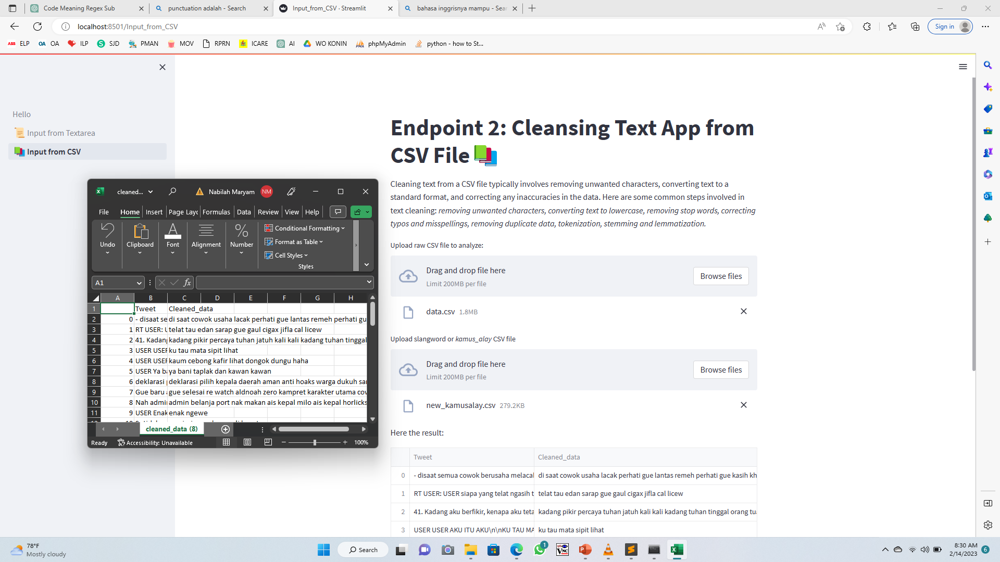 Code Meaning Regex Sub
punctuation adalah - Search
Input_from_CSV · Streamlit
bahasa inggrisnya mampu - Sear
localhost:8501/Input_from_CSV
Sign in
ABB ELP
OA OA
ILP
S SJD
PMAN
MOV
RPRN
ICARE
AI
WO KONIN
PMA phpMyAdmin
python - how to St...
Hello
Input from Textarea
Input from CSV
Endpoint 2: Cleansing Text App from
CSV File
Cleaning text from a CSV file typically involves removing unwanted characters, converting text to a
standard format, and correcting any inaccuracies in the data. Here are some common steps involved in
text cleaning: removing unwanted characters, converting text to lowercase, removing stop words, correcting
typos and misspellings, removing duplicate data, tokenization, stemming and lemmatization.
Upload raw CSV file to analyze:
Drag and drop file here
Limit 200MB per file
Browse files
data.csv 1.8MB
Upload slangword or kamus_alay CSV file
Drag and drop file here
Limit 200MB per file
Browse files
new_kamusalay.csv 279.2KB
Here the result:
Tweet Cleaned_data
0 - disaat semua cowok berusaha melacal di saat cowok usaha lacak perhati gue lantas remeh perhati gue kasih kh
1 RT USER: USER siapa yang telat ngasih t telat tau edan sarap gue gaul cigax jifla cal licew
2 41. Kadang aku berfikir, kenapa aku teta kadang pikir percaya tuhan jatuh kali kali kadang tuhan tinggal orang tua
3 USER USER AKU ITU AKU\n\nKU TAU MA ku tau mata sipit lihat
cleaned...
Nabilah Maryam NM
File Home Insert Page Layo Formulas Data Review View Help
Undo Clipboard Font Alignment Number
Conditional Formatting
Format as Table
Cell Styles
Styles
A1 fx
A B C D E F G H
1 Tweet Cleaned_data
2 0 - disaat se di saat cowok usaha lacak perhati gue lantas remeh perhati gu
3 1 RT USER: U telat tau edan sarap gue gaul cigax jifla cal licew
4 2 41. Kadang kadang pikir percaya tuhan jatuh kali kali kadang tuhan tinggal
5 3 USER USER ku tau mata sipit lihat
6 4 USER USER kaum cebong kafir lihat dongok dungu haha
7 5 USER Ya ba ya bani taplak dan kawan kawan
8 6 deklarasi p deklarasi pilih kepala daerah aman anti hoaks warga dukuh sar
9 7 Gue baru a gue selesai re watch aldnoah zero kampret karakter utama cow
10 8 Nah admin admin belanja port nak makan ais kepal milo ais kepal horlicks
11 9 USER Enak enak ngewe
cleaned_data (8)
Ready Accessibility: Unavailable 100%
78°F
Mostly cloudy
Search
1
VNC
8:30 AM
2/14/2023
6